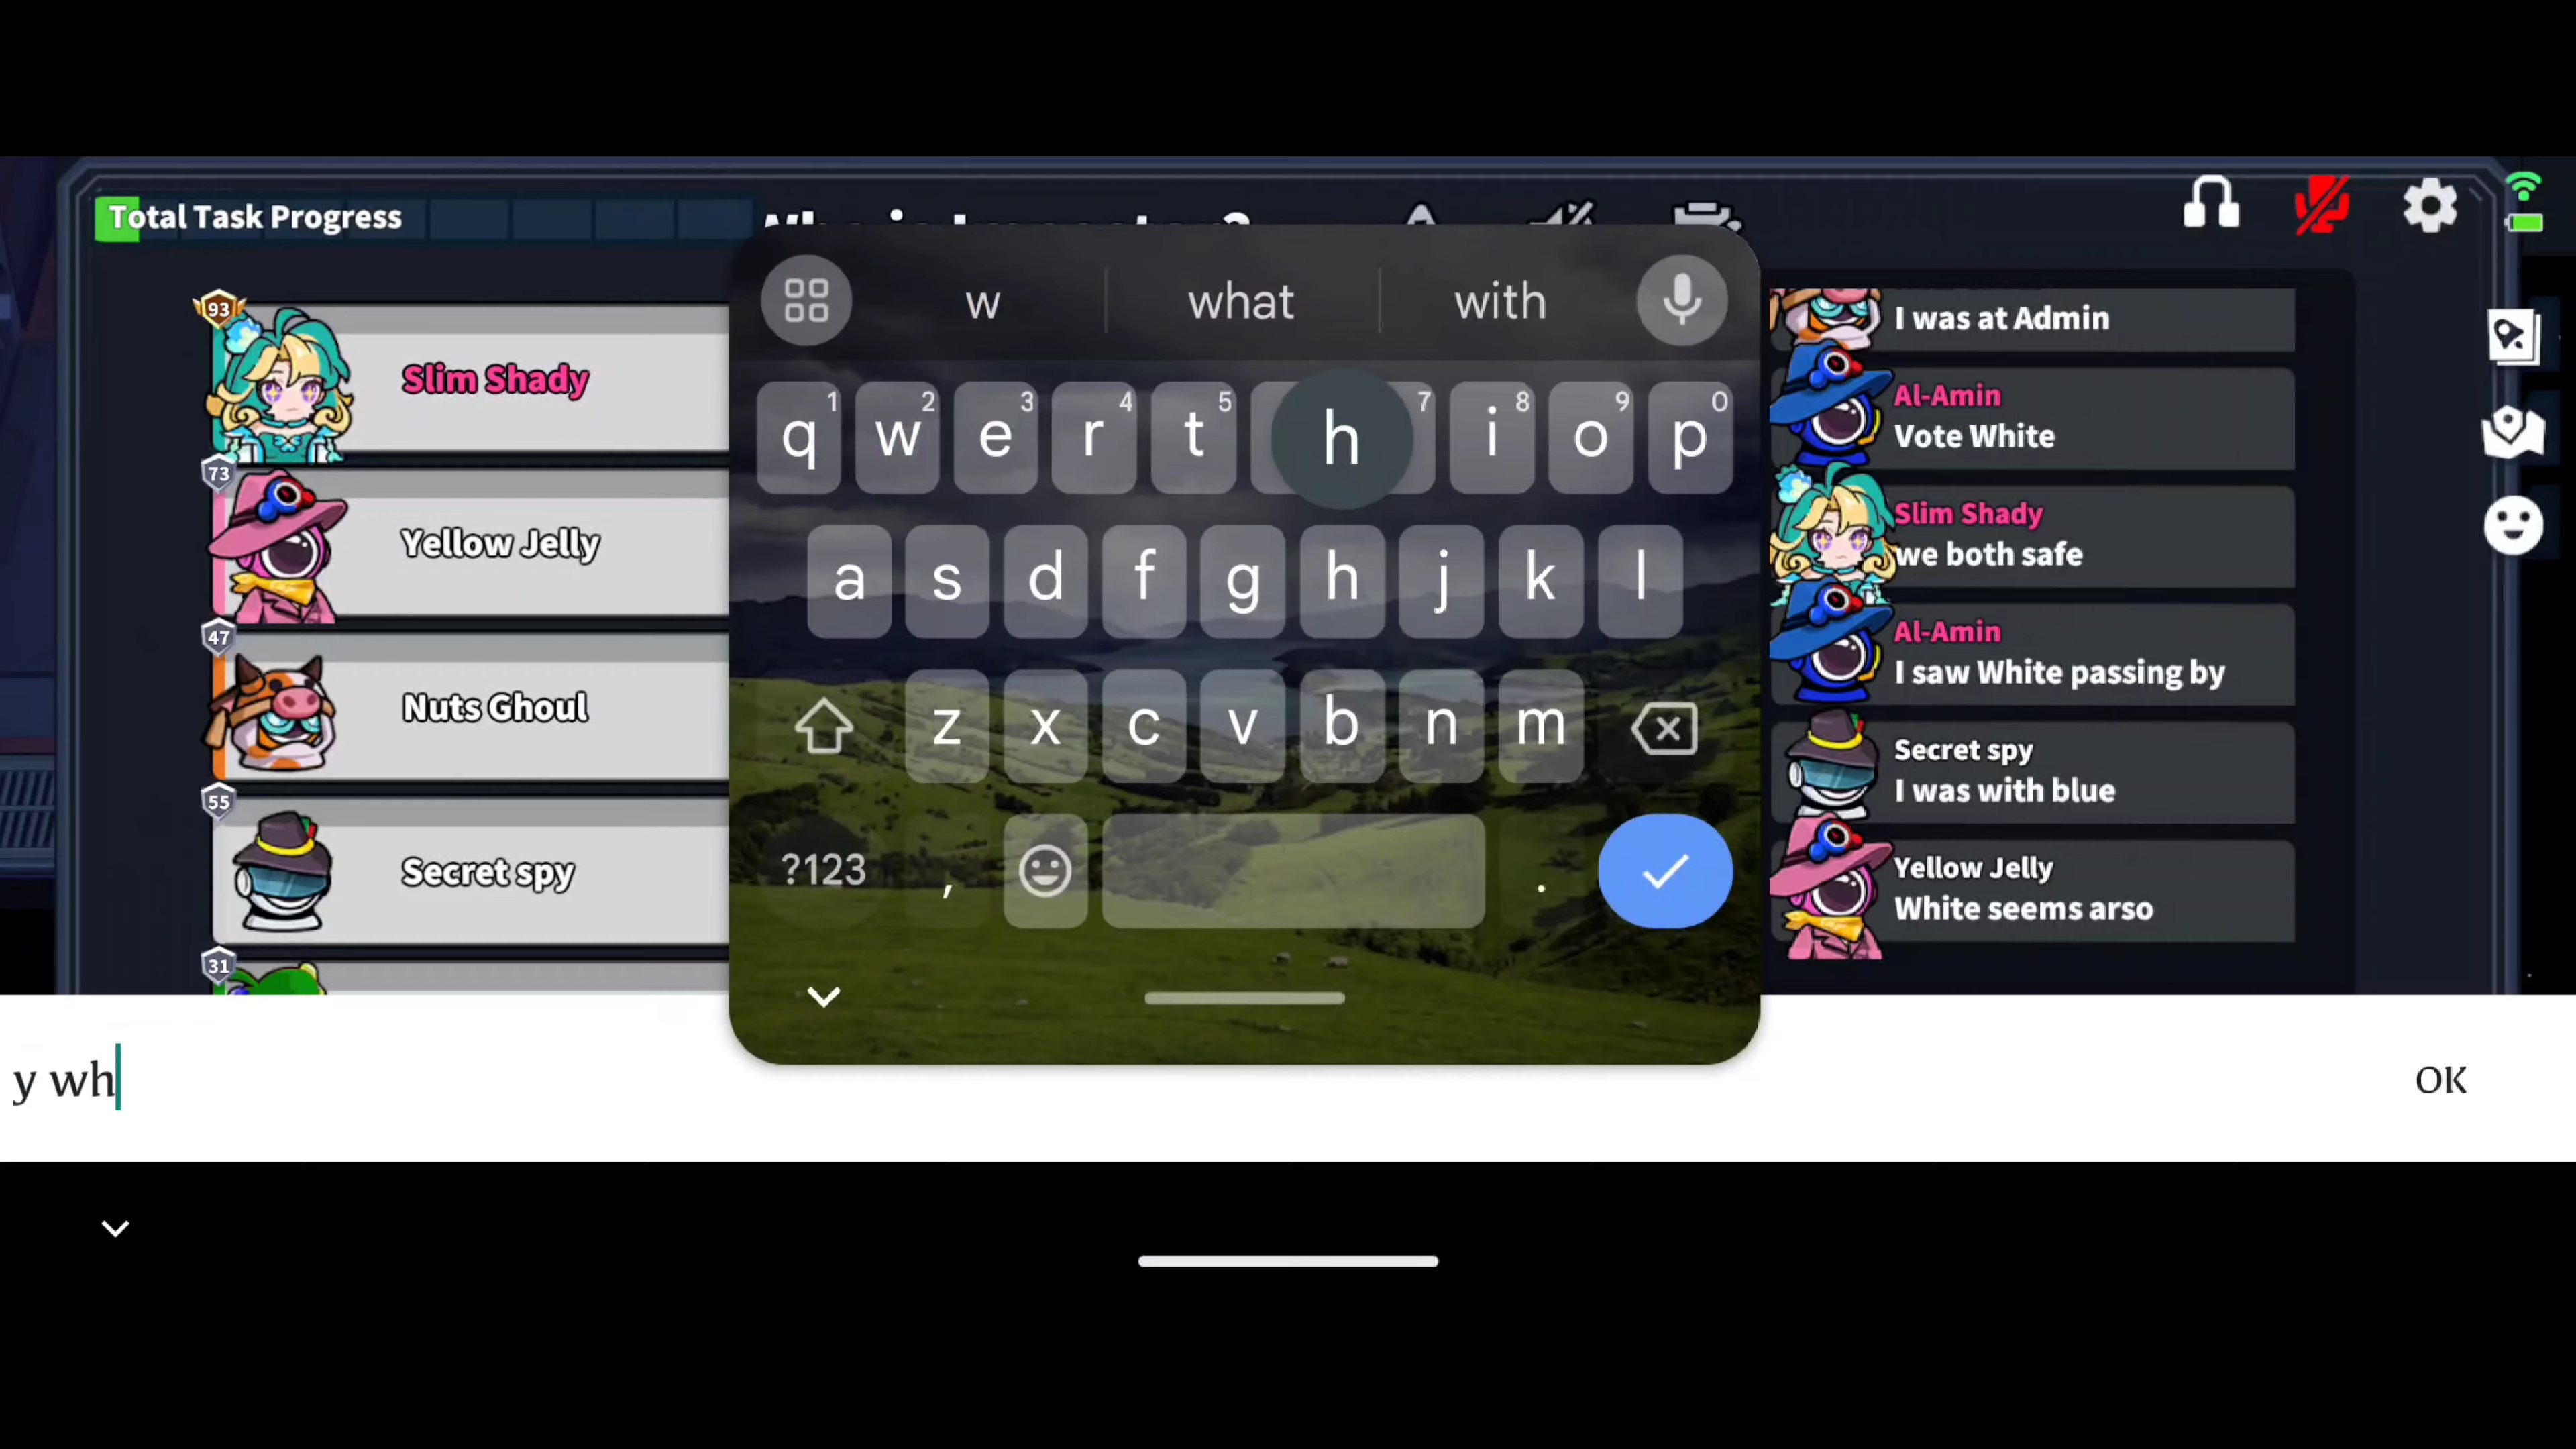 Total Task Progress
Who is Impostor?
93
Slim Shady
73
Yellow Jelly
47
Nuts Ghoul
55
Secret spy
31
I was at Admin
Al-Amin
Vote White
Slim Shady
we both safe
Al-Amin
I saw White passing by
Secret spy
I was with blue
Yellow Jelly
White seems arso
w what with
1 2 3 4 5 7 8 9 0
q w e r t h i o p
a s d f g h j k l
z x c v b n m
?123 , .
y wh
OK